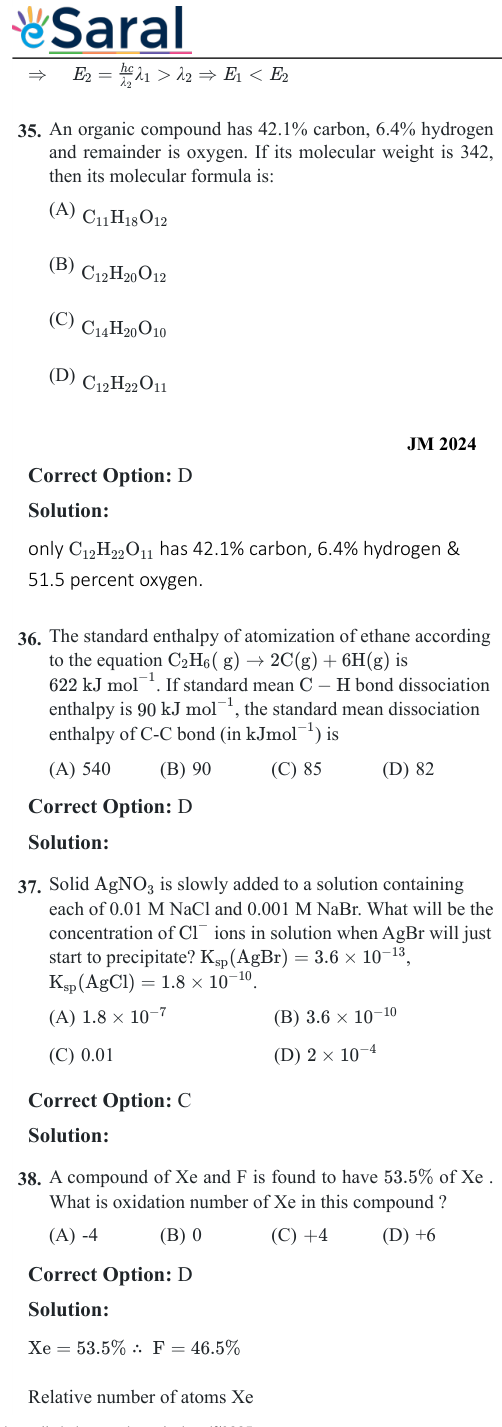 eSaral
⇒ E₂ = hc/λ₂ λ₁ > λ₂ ⇒ E₁ < E₂
35. An organic compound has 42.1% carbon, 6.4% hydrogen
and remainder is oxygen. If its molecular weight is 342,
then its molecular formula is:
(A) C₁₁H₁₈O₁₂
(B) C₁₂H₂₀O₁₂
(C) C₁₄H₂₀O₁₀
(D) C₁₂H₂₂O₁₁
JM 2024
Correct Option: D
Solution:
only C₁₂H₂₂O₁₁ has 42.1% carbon, 6.4% hydrogen &
51.5 percent oxygen.
36. The standard enthalpy of atomization of ethane according
to the equation C₂H₆( g) → 2C(g) + 6H(g) is
622 kJ mol⁻¹. If standard mean C − H bond dissociation
enthalpy is 90 kJ mol⁻¹, the standard mean dissociation
enthalpy of C-C bond (in kJmol⁻¹) is
(A) 540 (B) 90 (C) 85 (D) 82
Correct Option: D
Solution:
37. Solid AgNO₃ is slowly added to a solution containing
each of 0.01 M NaCl and 0.001 M NaBr. What will be the
concentration of Cl⁻ ions in solution when AgBr will just
start to precipitate? Kₛₚ(AgBr) = 3.6 × 10⁻¹³,
Kₛₚ(AgCl) = 1.8 × 10⁻¹⁰.
(A) 1.8 × 10⁻⁷ (B) 3.6 × 10⁻¹⁰
(C) 0.01 (D) 2 × 10⁻⁴
Correct Option: C
Solution:
38. A compound of Xe and F is found to have 53.5% of Xe .
What is oxidation number of Xe in this compound ?
(A) -4 (B) 0 (C) +4 (D) +6
Correct Option: D
Solution:
Xe = 53.5% ∴ F = 46.5%
Relative number of atoms Xe